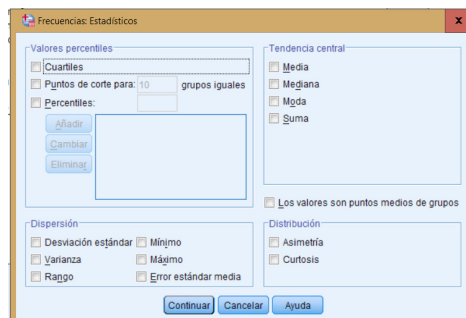 Frecuencias: Estadísticos
x
Valores percentiles
Cuartiles
Puntos de corte para: 10 grupos iguales
Percentiles:
Añadir
Cambiar
Eliminar
Tendencia central
Media
Mediana
Moda
Suma
Los valores son puntos medios de grupos
Dispersión
Desviación estándar Mínimo
Varianza Máximo
Rango Error estándar media
Distribución
Asimetría
Curtosis
Continuar Cancelar Ayuda